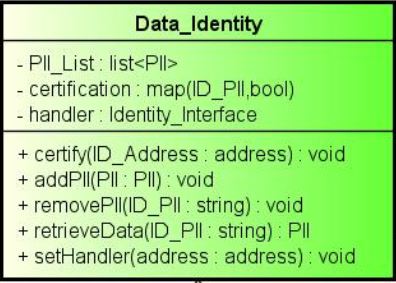 Data_Identity
- PII_List : list<PII>
- certification : map(ID_PII,bool)
- handler : Identity_Interface
+ certify(ID_Address : address) : void
+ addPII(PII : PII) : void
+ removePII(ID_PII : string) : void
+ retrieveData(ID_PII : string) : PII
+ setHandler(address : address) : void